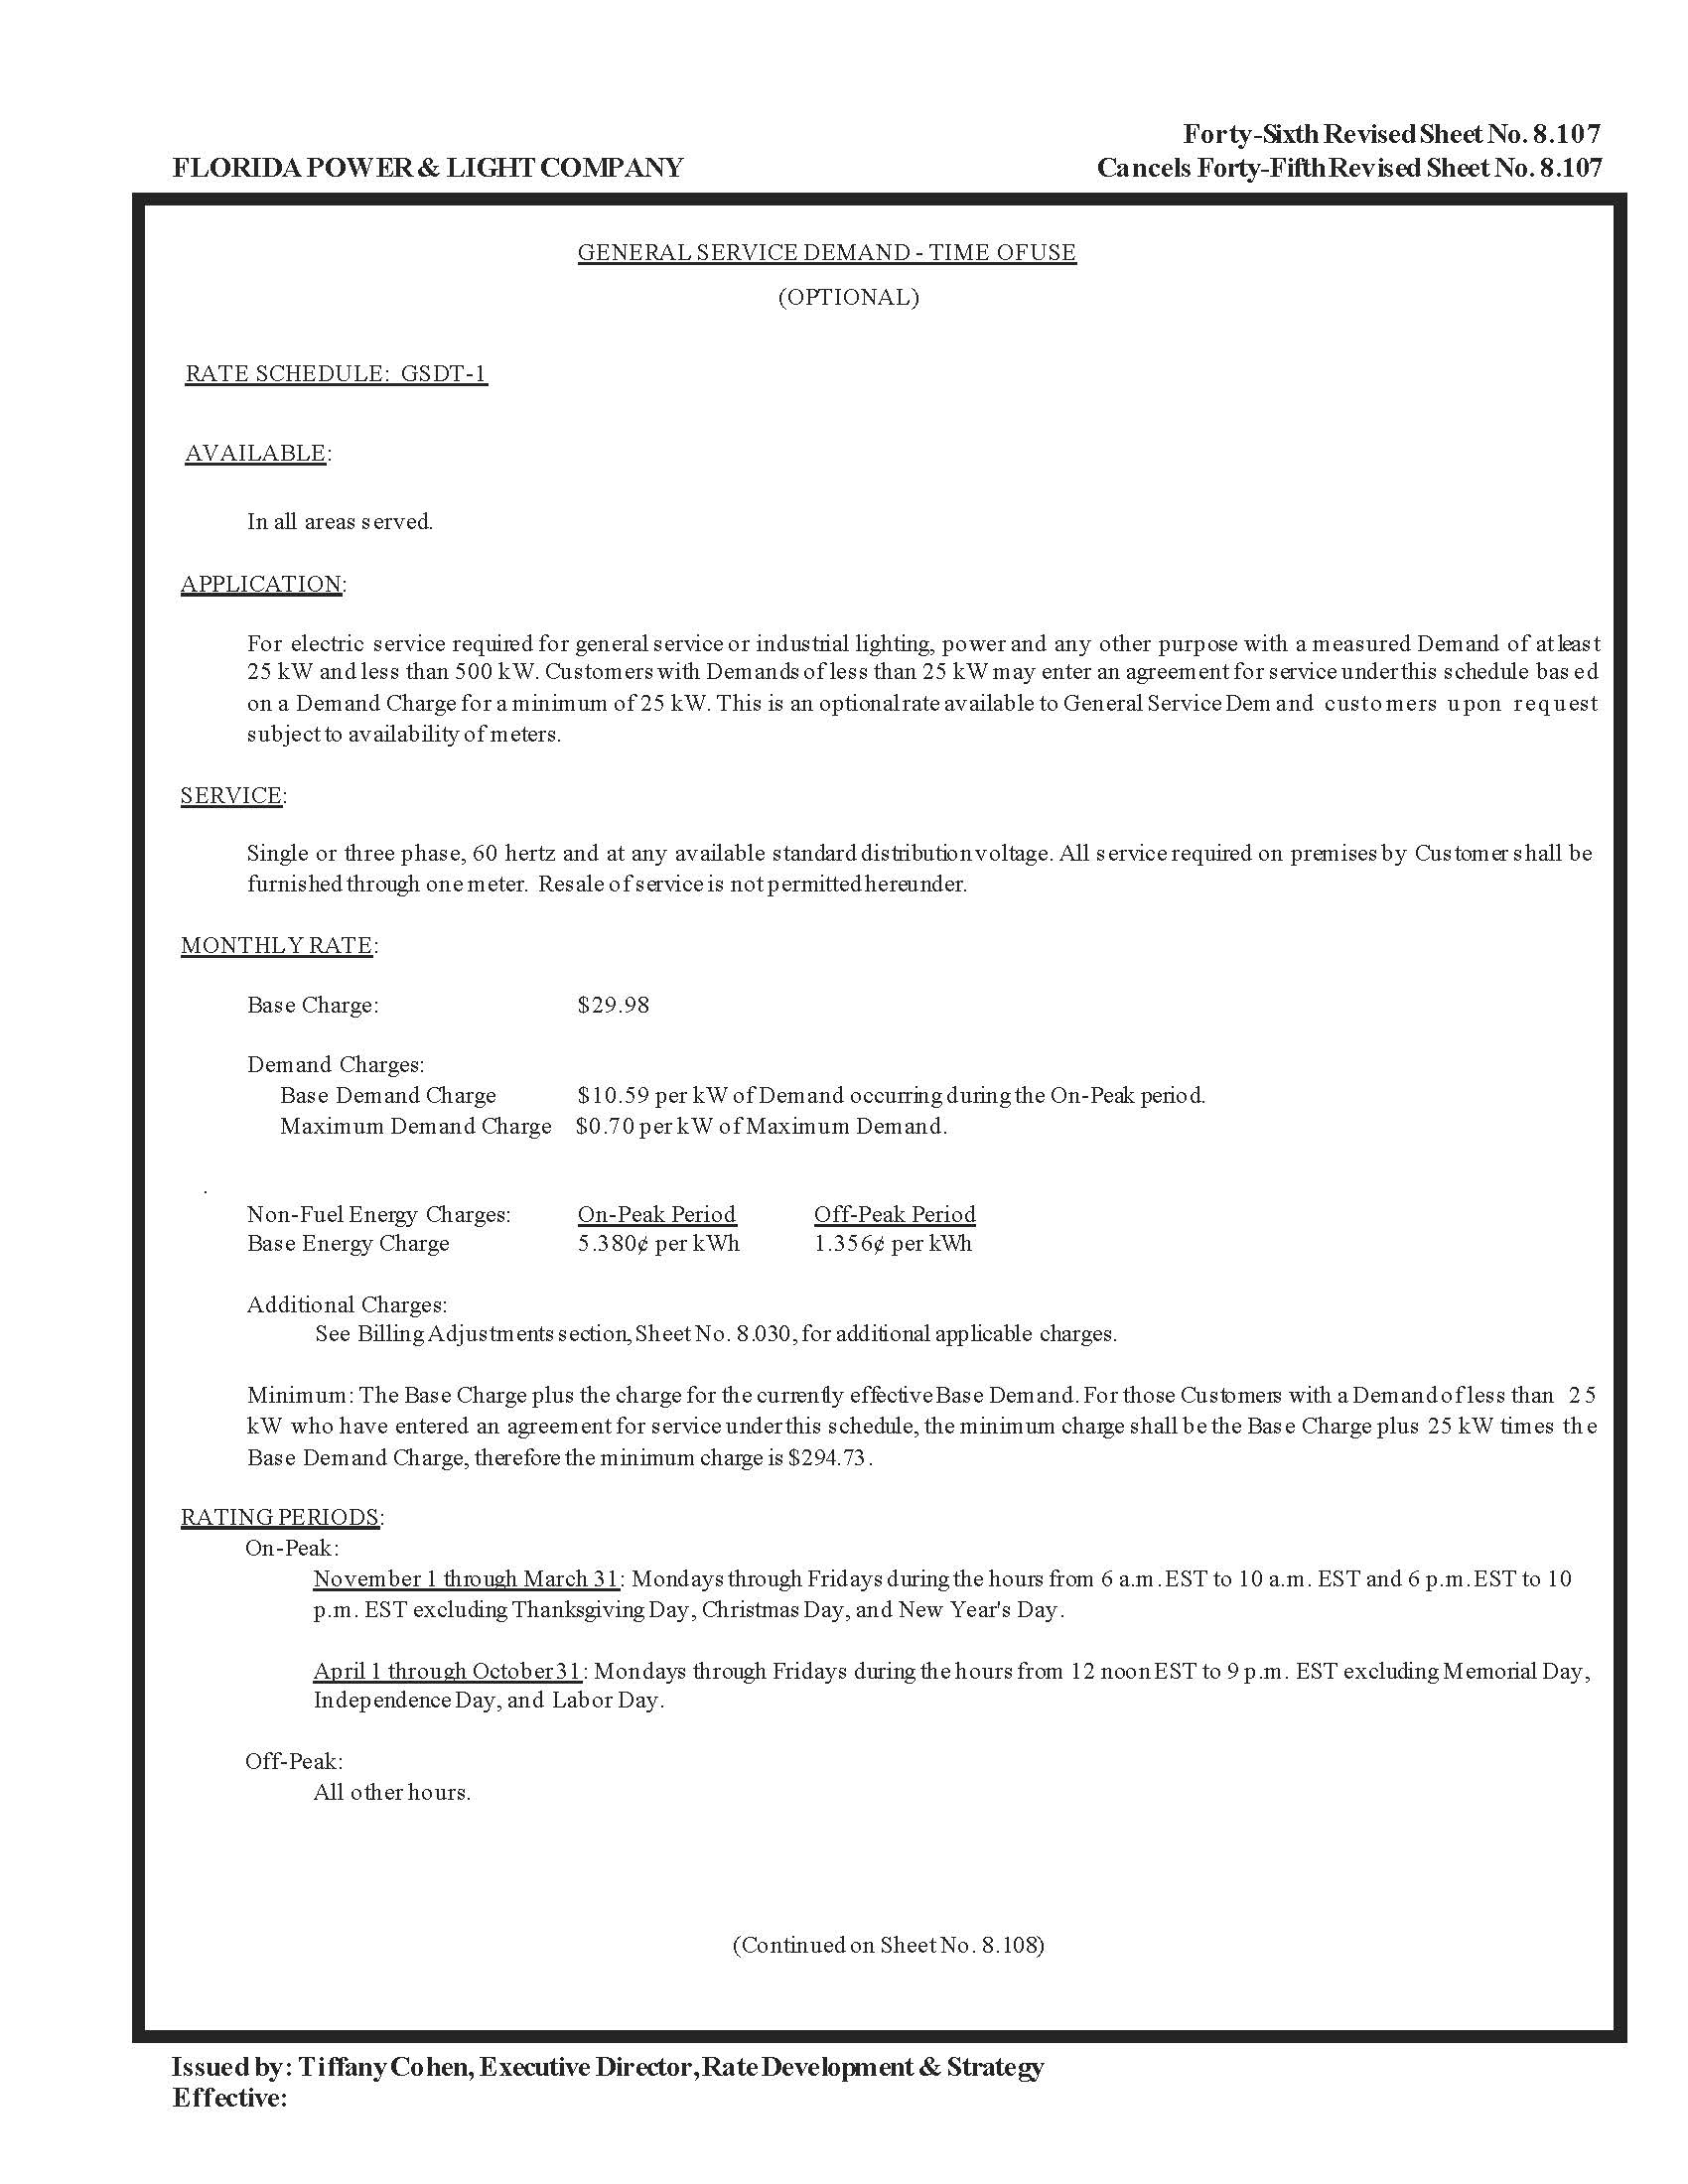 Forty-Sixth Revised Sheet No. 8.107
FLORIDA POWER & LIGHT COMPANY Cancels Forty-Fifth Revised Sheet No. 8.107
GENERAL SERVICE DEMAND - TIME OF USE
(OPTIONAL)
RATE SCHEDULE: GSDT-1
AVAILABLE:
In all areas served.
APPLICATION:
For electric service required for general service or industrial lighting, power and any other purpose with a measured Demand of at least
25 kW and less than 500 kW. Customers with Demands of less than 25 kW may enter an agreement for service under this schedule based
on a Demand Charge for a minimum of 25 kW. This is an optional rate available to General Service Demand customers upon request
subject to availability of meters.
SERVICE:
Single or three phase, 60 hertz and at any available standard distribution voltage. All service required on premises by Customer shall be
furnished through one meter. Resale of service is not permitted hereunder.
MONTHLY RATE:
Base Charge: $29.98
Demand Charges:
Base Demand Charge $10.59 per kW of Demand occurring during the On-Peak period.
Maximum Demand Charge $0.70 per kW of Maximum Demand.
.
Non-Fuel Energy Charges: On-Peak Period Off-Peak Period
Base Energy Charge 5.380¢ per kWh 1.356¢ per kWh
Additional Charges:
See Billing Adjustments section, Sheet No. 8.030, for additional applicable charges.
Minimum: The Base Charge plus the charge for the currently effective Base Demand. For those Customers with a Demand of less than 25
kW who have entered an agreement for service under this schedule, the minimum charge shall be the Base Charge plus 25 kW times the
Base Demand Charge, therefore the minimum charge is $294.73.
RATING PERIODS:
On-Peak:
November 1 through March 31: Mondays through Fridays during the hours from 6 a.m. EST to 10 a.m. EST and 6 p.m. EST to 10
p.m. EST excluding Thanksgiving Day, Christmas Day, and New Year's Day.
April 1 through October 31: Mondays through Fridays during the hours from 12 noon EST to 9 p.m. EST excluding Memorial Day,
Independence Day, and Labor Day.
Off-Peak:
All other hours.
(Continued on Sheet No. 8.108)
Issued by: Tiffany Cohen, Executive Director, Rate Development & Strategy
Effective: